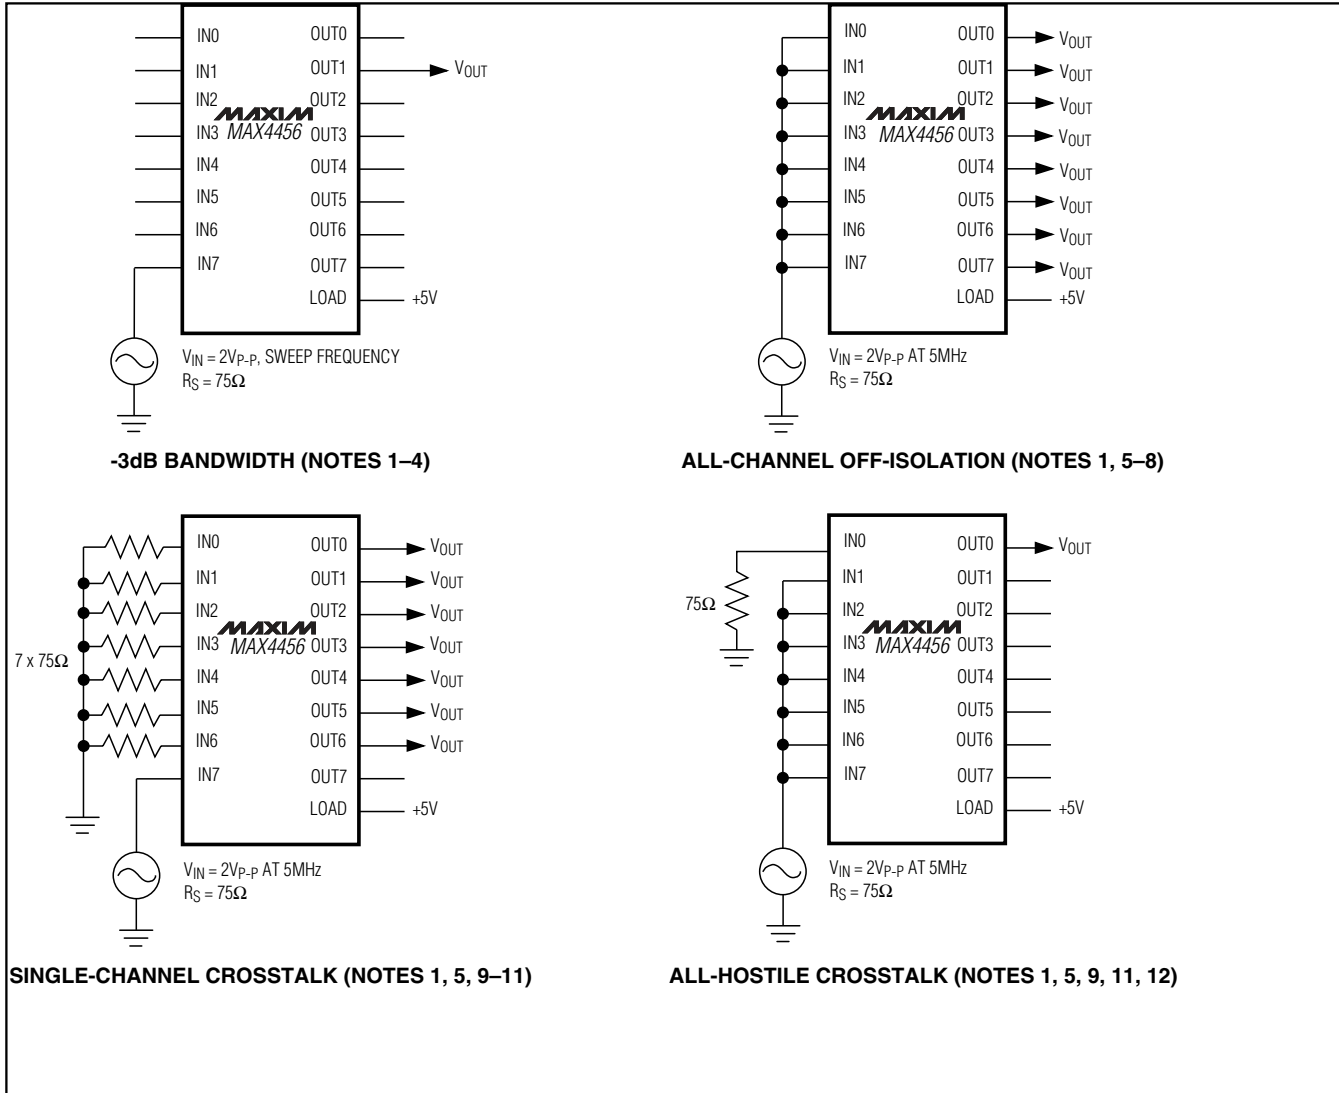 IN0 OUT0
IN1 OUT1 VOUT
IN2 OUT2
MAXIM
IN3 MAX4456 OUT3
IN4 OUT4
IN5 OUT5
IN6 OUT6
IN7 OUT7
LOAD +5V
VIN = 2VP-P, SWEEP FREQUENCY
RS = 75Ω
-3dB BANDWIDTH (NOTES 1–4)
IN0 OUT0 VOUT
IN1 OUT1 VOUT
IN2 OUT2 VOUT
MAXIM
IN3 MAX4456 OUT3 VOUT
IN4 OUT4 VOUT
IN5 OUT5 VOUT
IN6 OUT6 VOUT
IN7 OUT7 VOUT
LOAD +5V
VIN = 2VP-P AT 5MHz
RS = 75Ω
ALL-CHANNEL OFF-ISOLATION (NOTES 1, 5–8)
IN0 OUT0 VOUT
IN1 OUT1 VOUT
IN2 OUT2 VOUT
MAXIM
IN3 MAX4456 OUT3 VOUT
7 x 75Ω
IN4 OUT4 VOUT
IN5 OUT5 VOUT
IN6 OUT6 VOUT
IN7 OUT7
LOAD +5V
VIN = 2VP-P AT 5MHz
RS = 75Ω
SINGLE-CHANNEL CROSSTALK (NOTES 1, 5, 9–11)
IN0 OUT0 VOUT
IN1 OUT1
75Ω
IN2 OUT2
MAXIM
IN3 MAX4456 OUT3
IN4 OUT4
IN5 OUT5
IN6 OUT6
IN7 OUT7
LOAD +5V
VIN = 2VP-P AT 5MHz
RS = 75Ω
ALL-HOSTILE CROSSTALK (NOTES 1, 5, 9, 11, 12)